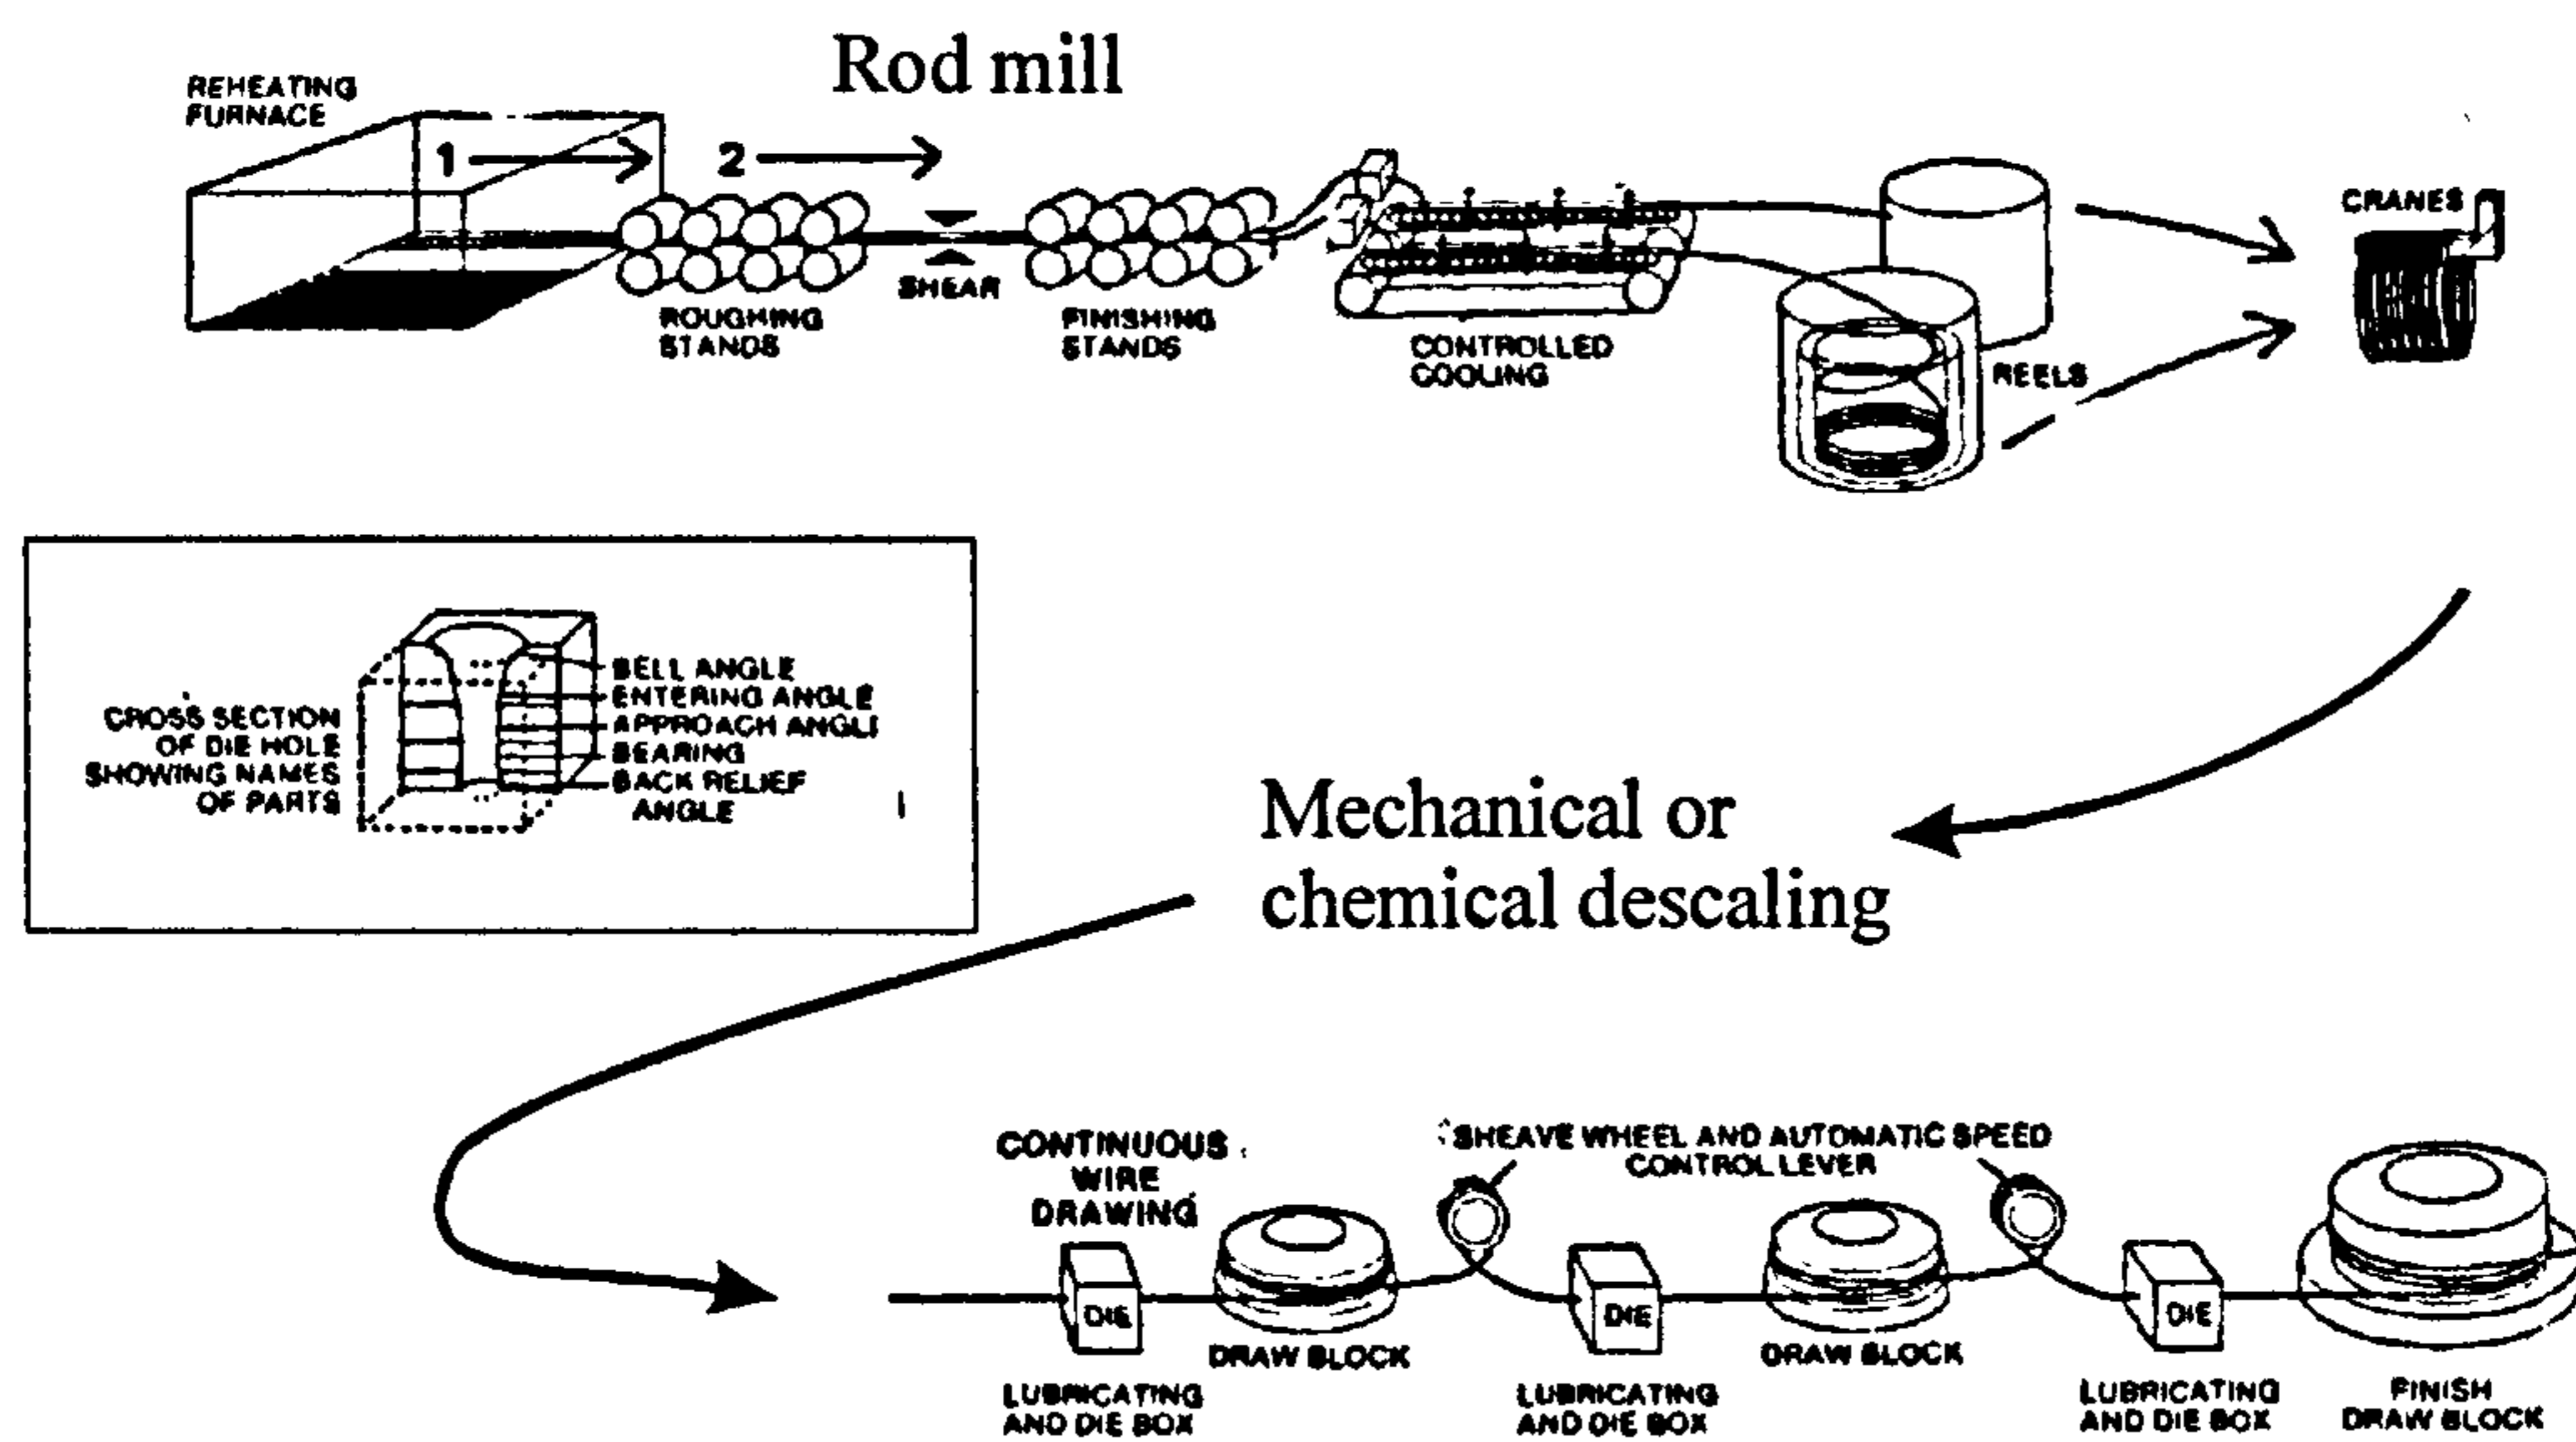 Rod mill
REHEATING
FURNACE
1
2
SHEAR
ROUGHING
STANDS
FINISHING
STANDS
CONTROLLED
COOLING
REELS
CRANES
CROSS SECTION
OF DIE HOLE
SHOWING NAMES
OF PARTS
BELL ANGLE
ENTERING ANGLE
APPROACH ANGLE
BEARING
BACK RELIEF
ANGLE
Mechanical or
chemical descaling
CONTINUOUS
WIRE
DRAWING
SHEAVE WHEEL AND AUTOMATIC SPEED
CONTROL LEVER
DIE
DRAW BLOCK
DIE
DRAW BLOCK
DIE
LUBRICATING
AND DIE BOX
LUBRICATING
AND DIE BOX
LUBRICATING
AND DIE BOX
FINISH
DRAW BLOCK